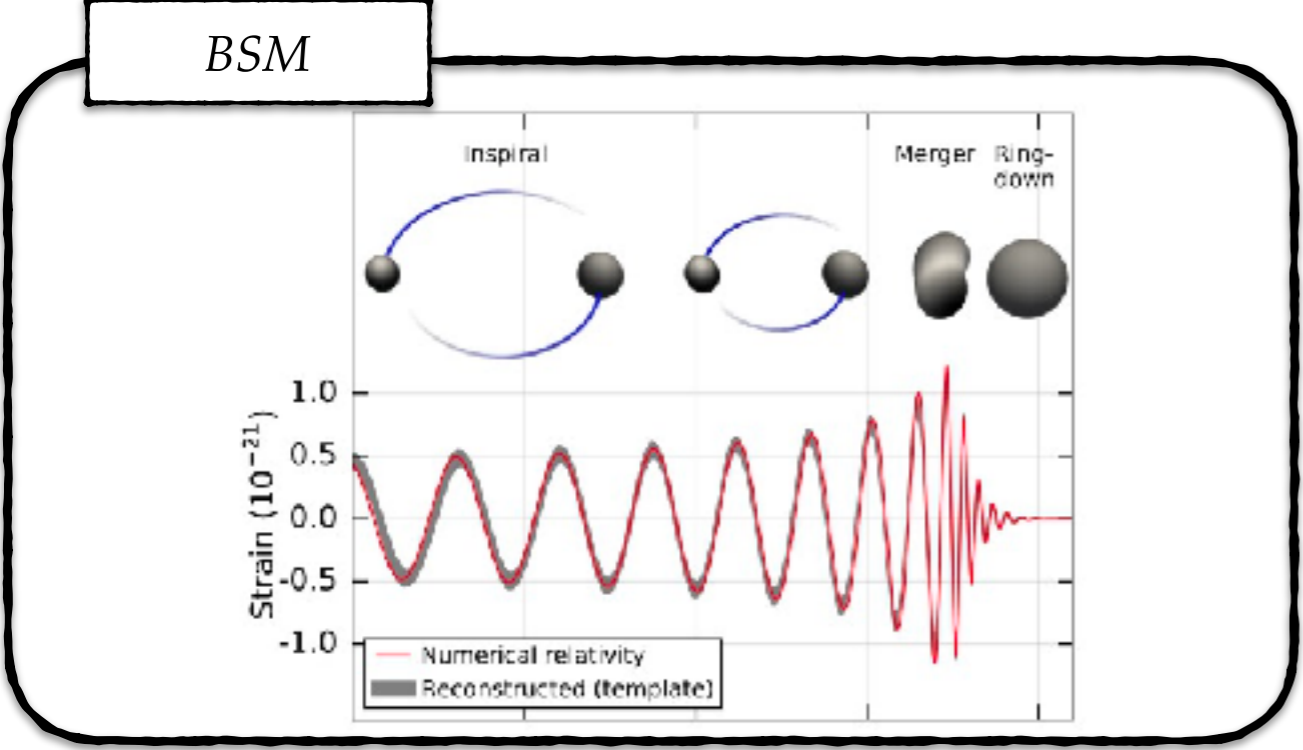 BSM
Inspiral
Merger
Ring-
down
1.0
0.5
0.0
-0.5
-1.0
Strain (10⁻²¹)
Numerical relativity
Reconstructed (template)